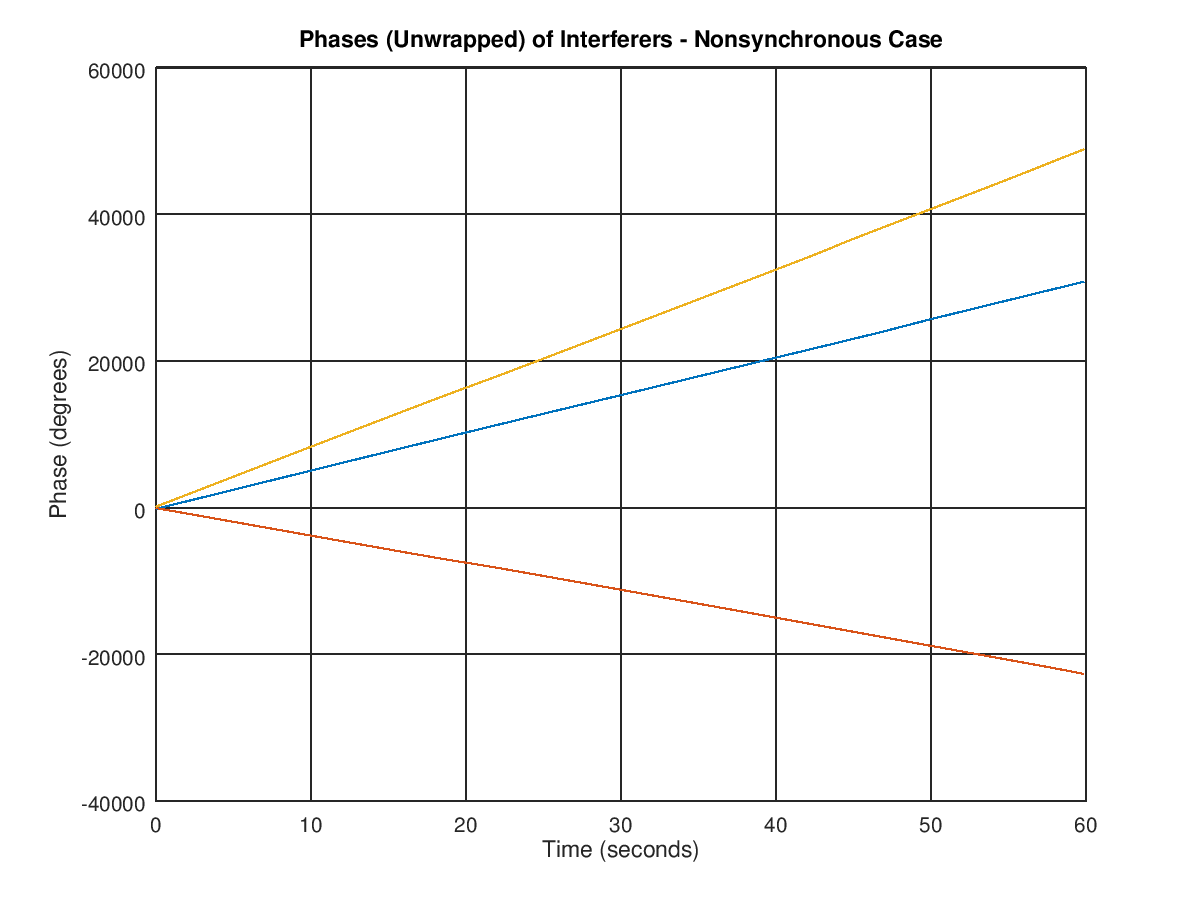 Phases (Unwrapped) of Interferers - Nonsynchronous Case
60000
40000
20000
0
-20000
-40000
Phase (degrees)
0 10 20 30 40 50 60
Time (seconds)